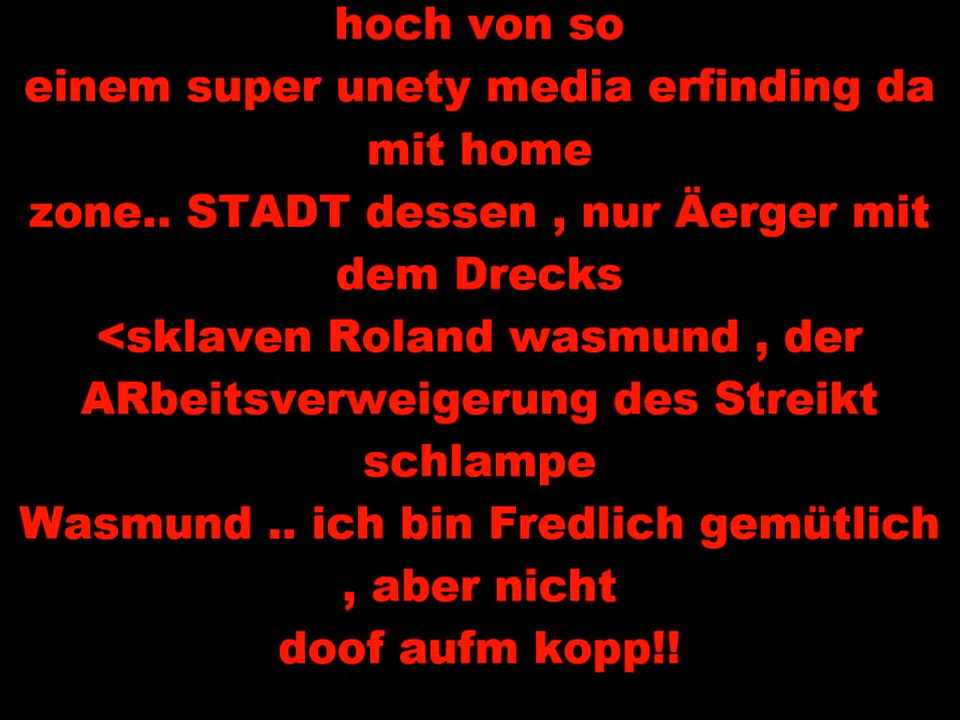 hoch von so
einem super unety media erfinding da
mit home
zone.. STADT dessen , nur Äerger mit
dem Drecks
<sklaven Roland wasmund , der
ARbeitsverweigerung des Streikt
schlampe
Wasmund .. ich bin Fredlich gemütlich
, aber nicht
doof aufm kopp!!